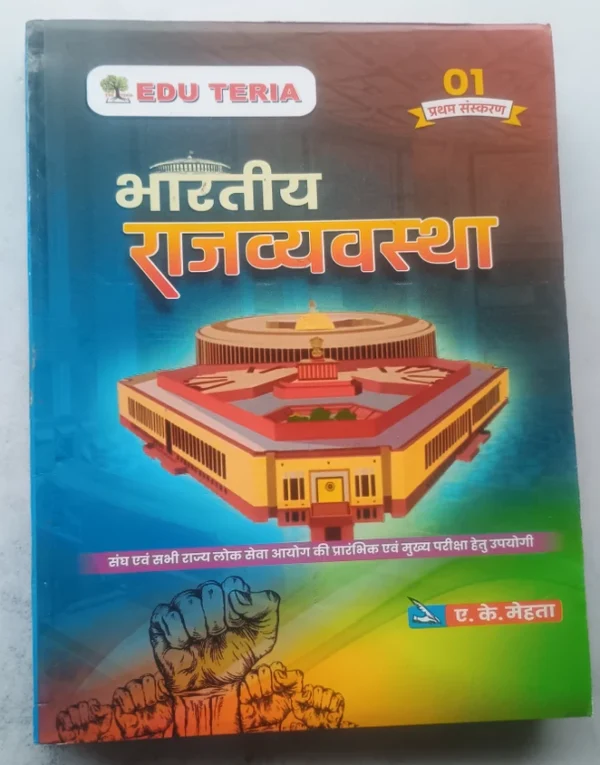 EDU TERIA
01
प्रथम संस्करण
भारतीय
राजव्यवस्था
संघ एवं सभी राज्य लोक सेवा आयोग की प्रारंभिक एवं मुख्य परीक्षा हेतु उपयोगी
ए. के. मेहता